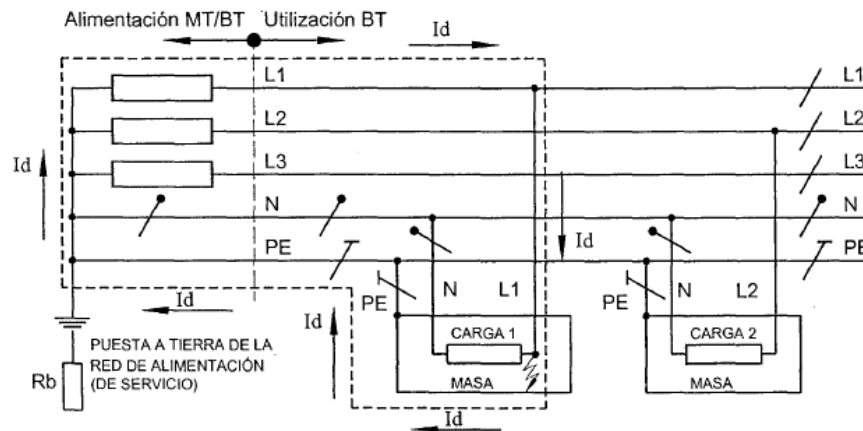 Alimentación MT/BT Utilización BT
Id
L1 L1
L2 L2
L3 L3
Id
N N
Id
PE PE
Id
PE N L1
PE N L2
Id
CARGA 1
CARGA 2
MASA
MASA
PUESTA A TIERRA DE LA
RED DE ALIMENTACIÓN
(DE SERVICIO)
Rb
Id